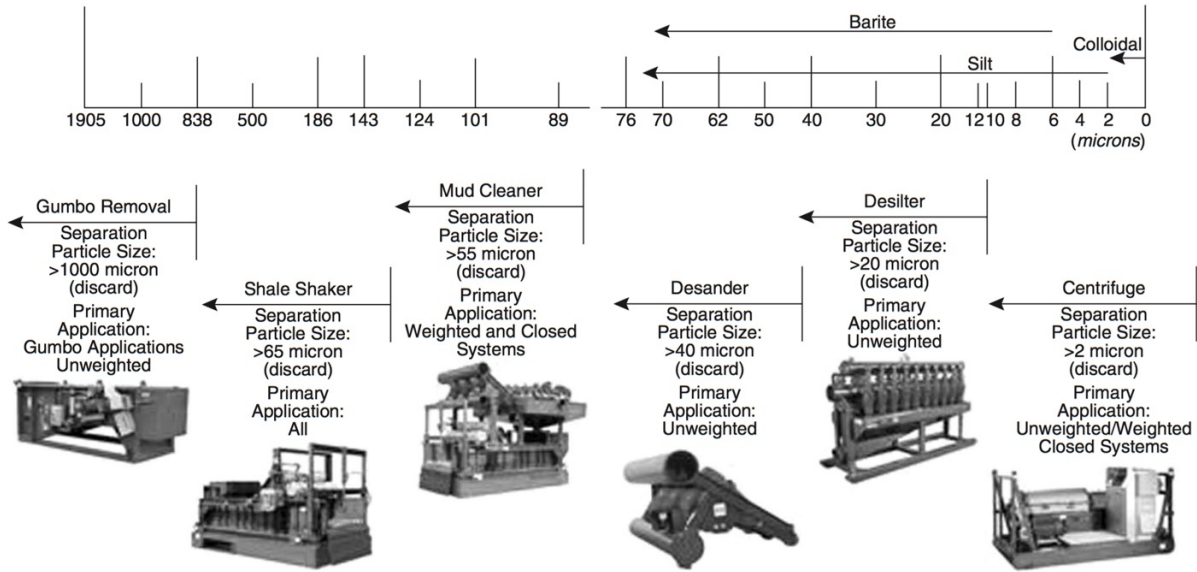 Barite
Colloidal
Silt
1905 1000 838 500 186 143 124 101 89 76 70 62 50 40 30 20 12 10 8 6 4 2 0
(microns)
Gumbo Removal
Separation
Particle Size:
>1000 micron
(discard)
Primary
Application:
Gumbo Applications
Unweighted
Shale Shaker
Separation
Particle Size:
>65 micron
(discard)
Primary
Application:
All
Mud Cleaner
Separation
Particle Size:
>55 micron
(discard)
Primary
Application:
Weighted and Closed
Systems
Desander
Separation
Particle Size:
>40 micron
(discard)
Primary
Application:
Unweighted
Desilter
Separation
Particle Size:
>20 micron
(discard)
Primary
Application:
Unweighted
Centrifuge
Separation
Particle Size:
>2 micron
(discard)
Primary
Application:
Unweighted/Weighted
Closed Systems